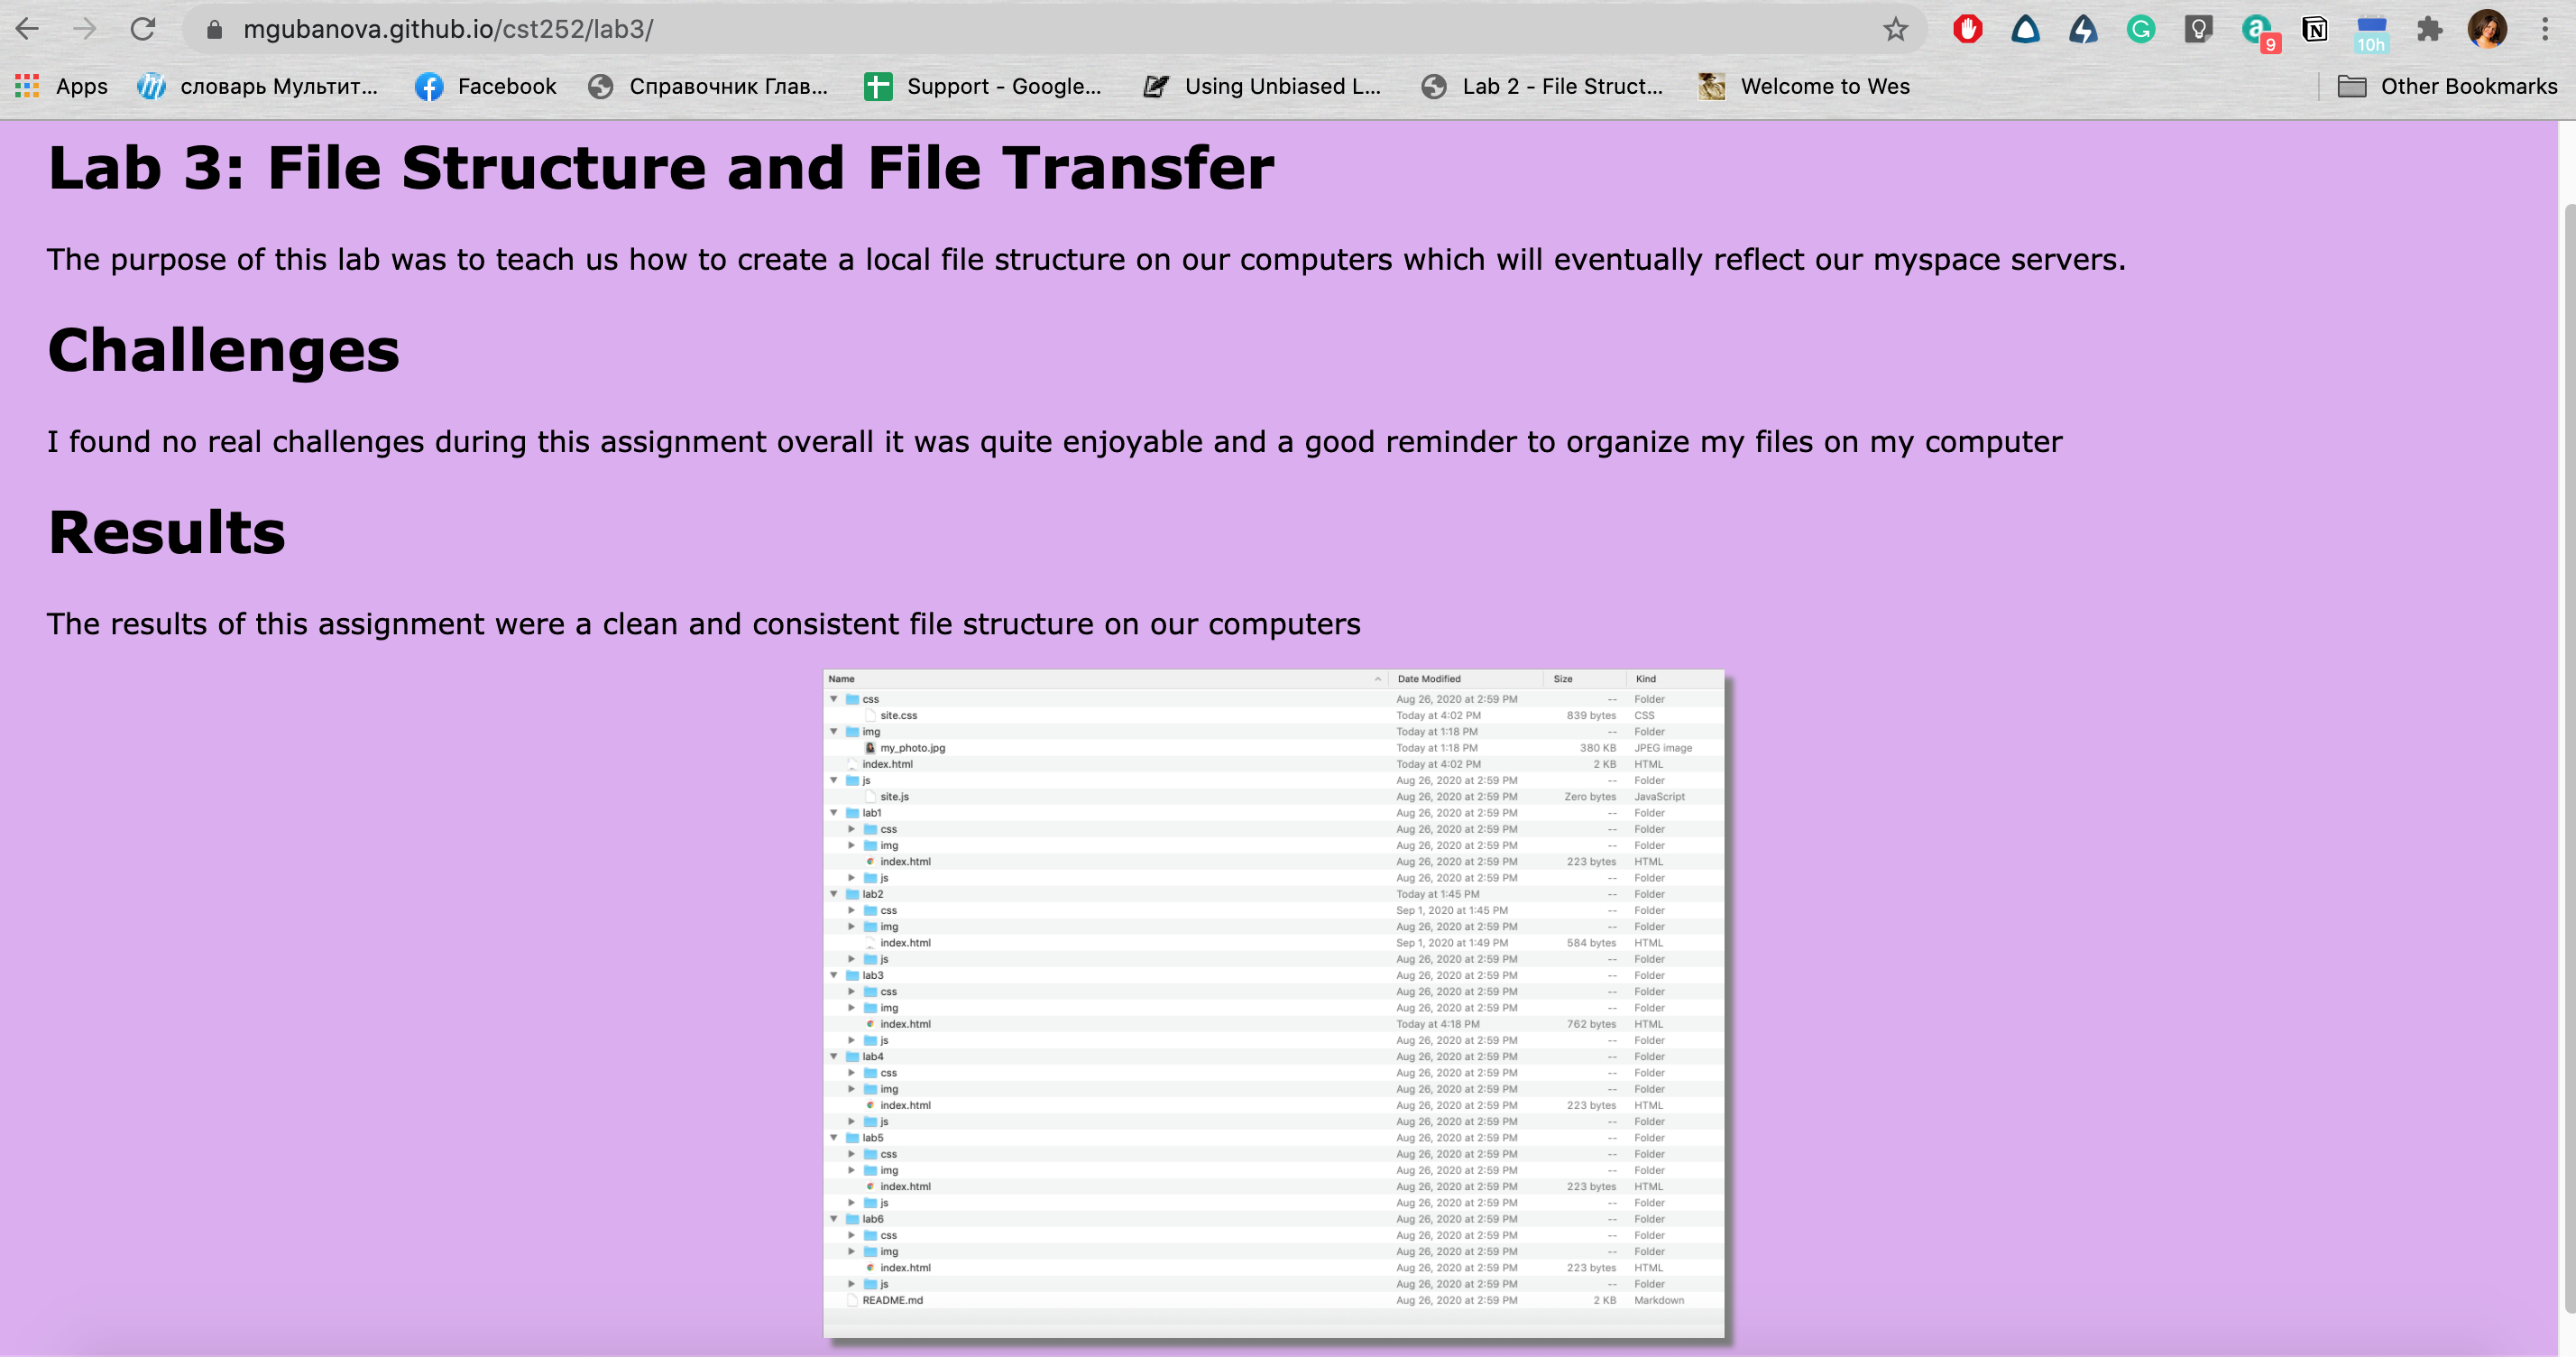 mgubanova.github.io/cst252/lab3/
9
10h
Apps словарь Мультит... Facebook Справочник Глав... Support - Google... Using Unbiased L... Lab 2 - File Struct... Welcome to Wes Other Bookmarks
Lab 3: File Structure and File Transfer
The purpose of this lab was to teach us how to create a local file structure on our computers which will eventually reflect our myspace servers.
Challenges
I found no real challenges during this assignment overall it was quite enjoyable and a good reminder to organize my files on my computer
Results
The results of this assignment were a clean and consistent file structure on our computers
Name Date Modified Size Kind
css Aug 26, 2020 at 2:59 PM -- Folder
site.css Today at 4:02 PM 839 bytes CSS
img Today at 1:18 PM -- Folder
my_photo.jpg Today at 1:18 PM 380 KB JPEG image
index.html Today at 4:02 PM 2 KB HTML
js Aug 26, 2020 at 2:59 PM -- Folder
site.js Aug 26, 2020 at 2:59 PM Zero bytes JavaScript
lab1 Aug 26, 2020 at 2:59 PM -- Folder
css Aug 26, 2020 at 2:59 PM -- Folder
img Aug 26, 2020 at 2:59 PM -- Folder
index.html Aug 26, 2020 at 2:59 PM 223 bytes HTML
js Aug 26, 2020 at 2:59 PM -- Folder
lab2 Today at 1:45 PM -- Folder
css Sep 1, 2020 at 1:45 PM -- Folder
img Aug 26, 2020 at 2:59 PM -- Folder
index.html Sep 1, 2020 at 1:49 PM 584 bytes HTML
js Aug 26, 2020 at 2:59 PM -- Folder
lab3 Aug 26, 2020 at 2:59 PM -- Folder
css Aug 26, 2020 at 2:59 PM -- Folder
img Aug 26, 2020 at 2:59 PM -- Folder
index.html Today at 4:18 PM 762 bytes HTML
js Aug 26, 2020 at 2:59 PM -- Folder
lab4 Aug 26, 2020 at 2:59 PM -- Folder
css Aug 26, 2020 at 2:59 PM -- Folder
img Aug 26, 2020 at 2:59 PM -- Folder
index.html Aug 26, 2020 at 2:59 PM 223 bytes HTML
js Aug 26, 2020 at 2:59 PM -- Folder
lab5 Aug 26, 2020 at 2:59 PM -- Folder
css Aug 26, 2020 at 2:59 PM -- Folder
img Aug 26, 2020 at 2:59 PM -- Folder
index.html Aug 26, 2020 at 2:59 PM 223 bytes HTML
js Aug 26, 2020 at 2:59 PM -- Folder
lab6 Aug 26, 2020 at 2:59 PM -- Folder
css Aug 26, 2020 at 2:59 PM -- Folder
img Aug 26, 2020 at 2:59 PM -- Folder
index.html Aug 26, 2020 at 2:59 PM 223 bytes HTML
js Aug 26, 2020 at 2:59 PM -- Folder
README.md Aug 26, 2020 at 2:59 PM 2 KB Markdown